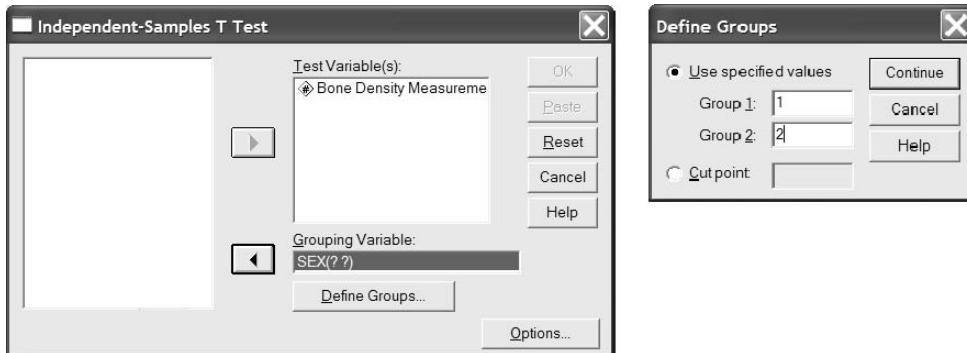 Independent-Samples T Test
Test Variable(s):
Bone Density Measureme
OK
Paste
Reset
Cancel
Help
Grouping Variable:
SEX(? ?)
Define Groups...
Options...
Define Groups
Use specified values
Group 1: 1
Group 2: 2
Cut point:
Continue
Cancel
Help